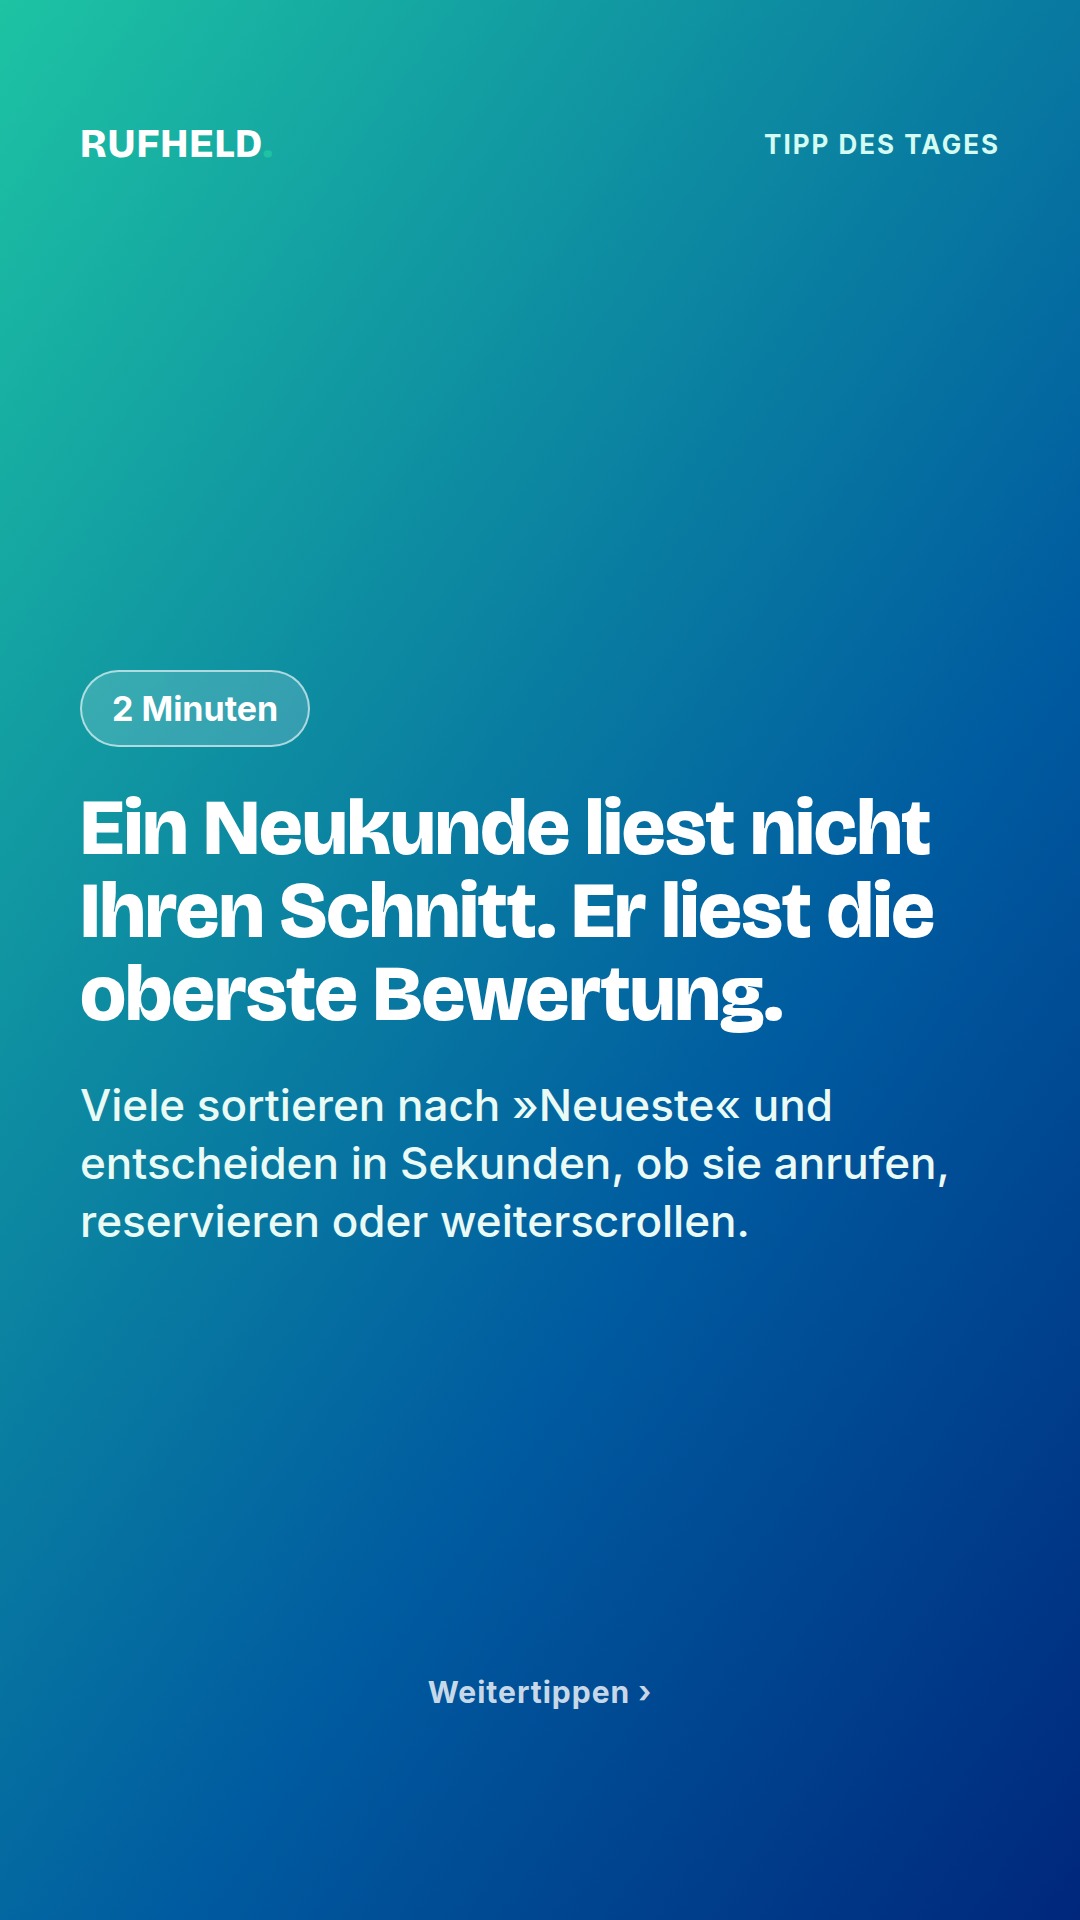 RUFHELD.
TIPP DES TAGES
2 Minuten
Ein Neukunde liest nicht
Ihren Schnitt. Er liest die
oberste Bewertung.
Viele sortieren nach »Neueste« und
entscheiden in Sekunden, ob sie anrufen,
reservieren oder weiterscrollen.
Weitertippen ›